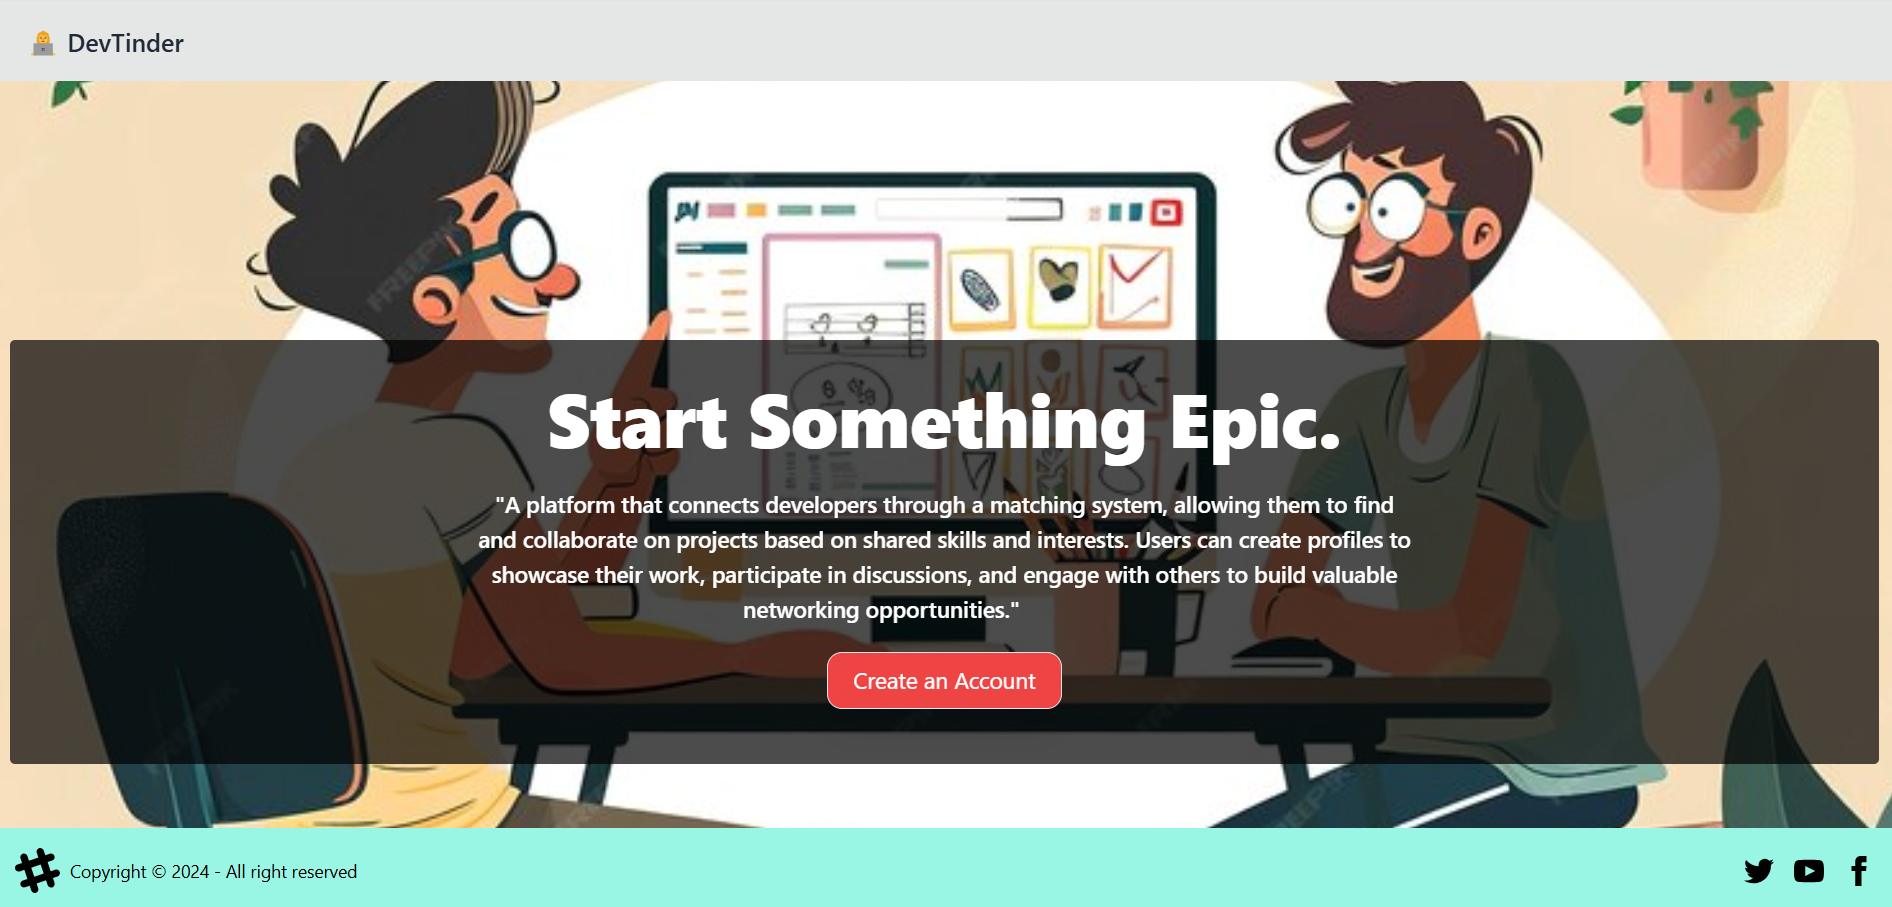 DevTinder
FREEPIK
Start Something Epic.
"A platform that connects developers through a matching system, allowing them to find
and collaborate on projects based on shared skills and interests. Users can create profiles to
showcase their work, participate in discussions, and engage with others to build valuable
networking opportunities."
Create an Account
Copyright © 2024 - All right reserved